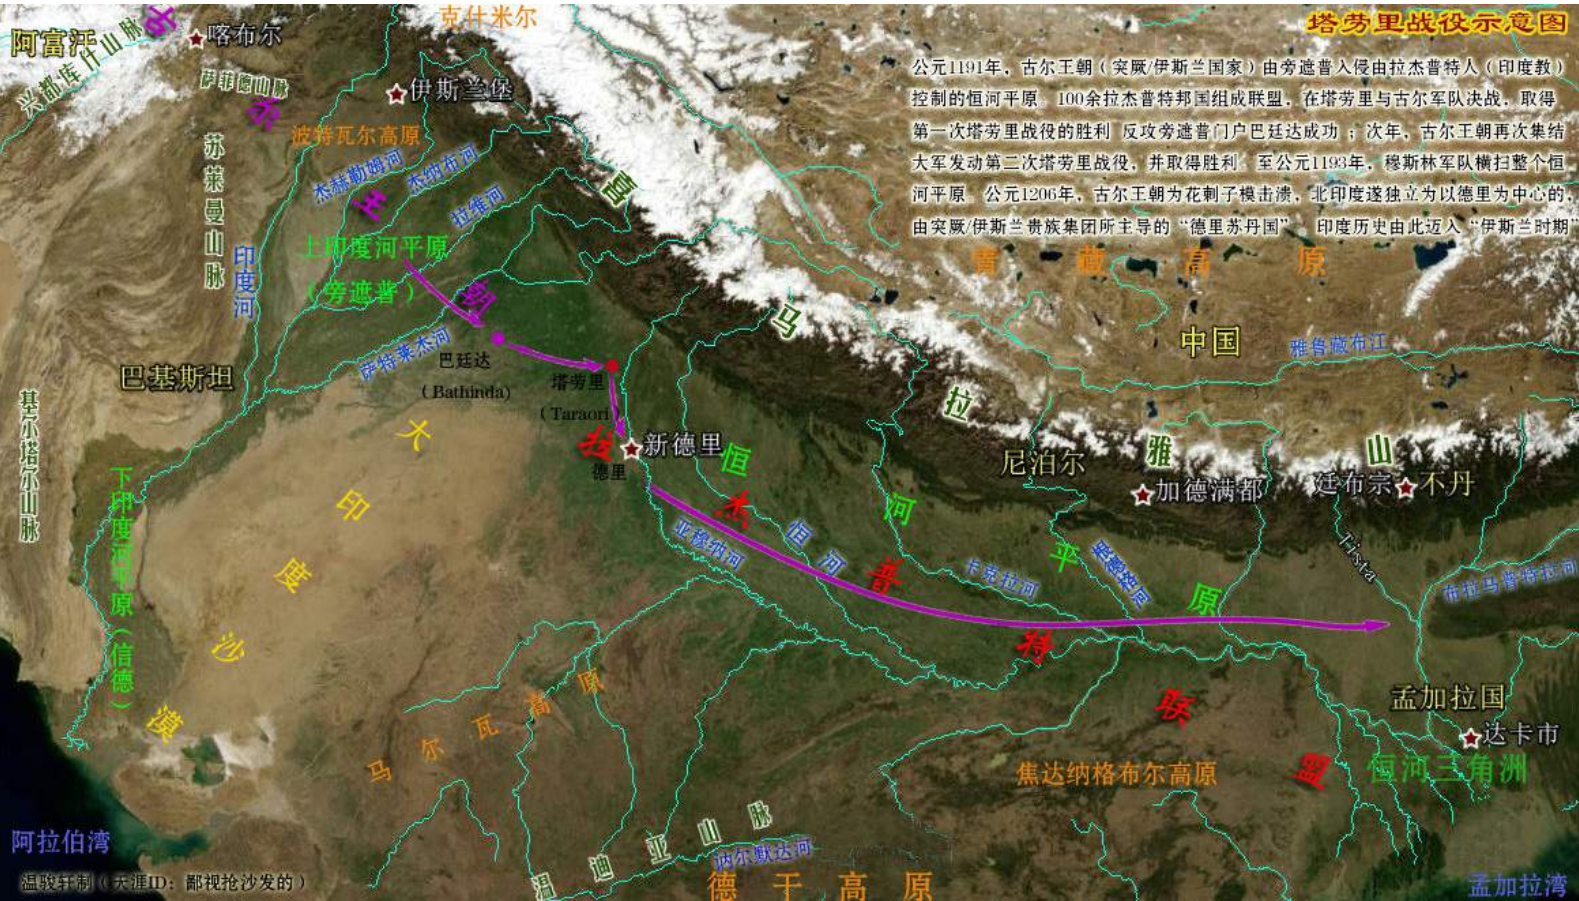 塔劳里战役示意图
公元1191年，古尔王朝（突厥/伊斯兰国家）由旁遮普入侵由拉杰普特人（印度教）
控制的恒河平原。100余拉杰普特邦国组成联盟，在塔劳里与古尔军队决战，取得
第一次塔劳里战役的胜利 反攻旁遮普门户巴廷达成功；次年，古尔王朝再次集结
大军发动第二次塔劳里战役，并取得胜利。至公元1193年，穆斯林军队横扫整个恒
河平原。公元1206年，古尔王朝为花剌子模击溃，北印度遂独立为以德里为中心的，
由突厥/伊斯兰贵族集团所主导的“德里苏丹国”。印度历史由此迈入“伊斯兰时期”
克什米尔
阿富汗
喀布尔
兴都库什山脉
萨菲德山脉
伊斯兰堡
波特瓦尔高原
苏莱曼山脉
古尔王朝
杰赫勒姆河
杰纳布河
拉维河
上印度河平原
（旁遮普）
印度河
萨特莱杰河
巴廷达
（Bathinda）
塔劳里
（Taraori）
巴基斯坦
基尔塔尔山脉
新德里
德里
下印度河平原（信德）
大印度沙漠
喜马拉雅山
青藏高原
中国
雅鲁藏布江
尼泊尔
加德满都
廷布宗
不丹
恒河平原
拉杰普特联盟
亚穆纳河
恒河
卡克拉河
Tista
布拉马普特拉河
马尔瓦高原
焦达纳格布尔高原
孟加拉国
达卡市
恒河三角洲
温迪亚山脉
讷尔默达河
德干高原
阿拉伯湾
孟加拉湾
温骏轩制（天涯ID：鄙视抢沙发的）